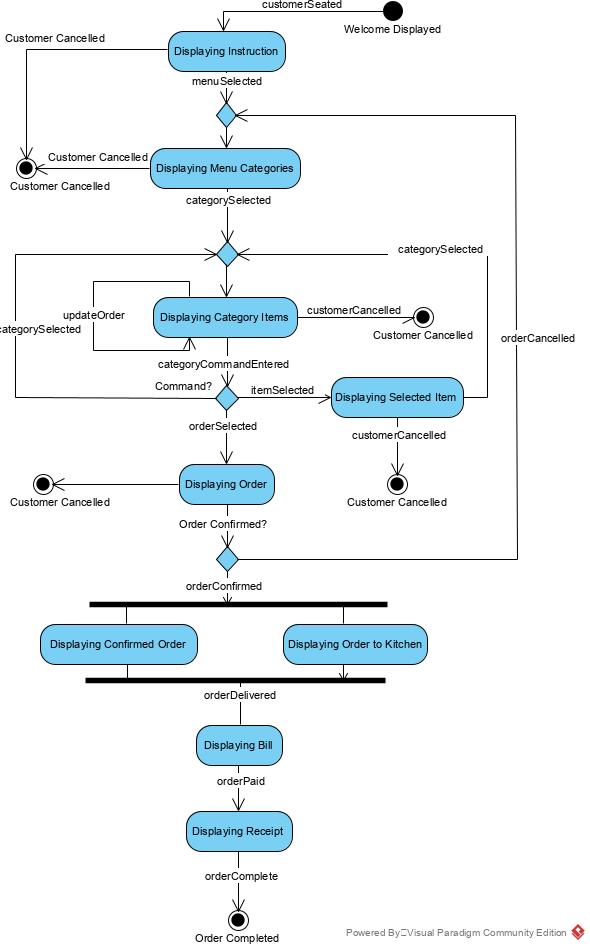 customerSeated
Welcome Displayed
Customer Cancelled
Displaying Instruction
menuSelected
Customer Cancelled
Displaying Menu Categories
Customer Cancelled
categorySelected
categorySelected
updateOrder
Displaying Category Items
customerCancelled
categorySelected
Customer Cancelled
orderCancelled
categoryCommandEntered
Command?
itemSelected
Displaying Selected Item
orderSelected
customerCancelled
Displaying Order
Customer Cancelled
Customer Cancelled
Order Confirmed?
orderConfirmed
Displaying Confirmed Order
Displaying Order to Kitchen
orderDelivered
Displaying Bill
orderPaid
Displaying Receipt
orderComplete
Order Completed
Powered By Visual Paradigm Community Edition